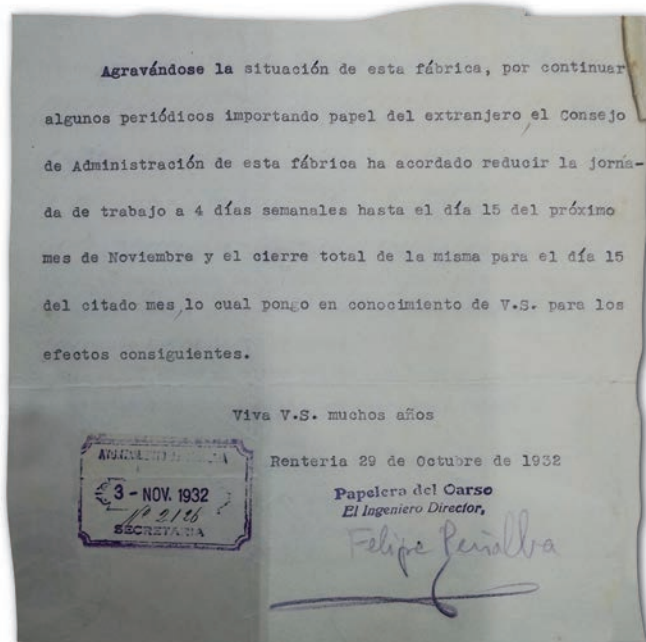 Agravándose la situación de esta fábrica, por continuar
algunos periódicos importando papel del extranjero, el Consejo
de Administración de esta fábrica ha acordado reducir la jorna-
da de trabajo a 4 días semanales hasta el día 15 del próximo
mes de Noviembre y el cierre total de la misma para el día 15
del citado mes, lo cual pongo en conocimiento de V.S. para los
efectos consiguientes.
Viva V.S. muchos años
Renteria 29 de Octubre de 1932
3 - NOV. 1932
Nº 2126
SECRETARIA
Papelera del Oarso
El Ingeniero Director,
Felipe Peñalba